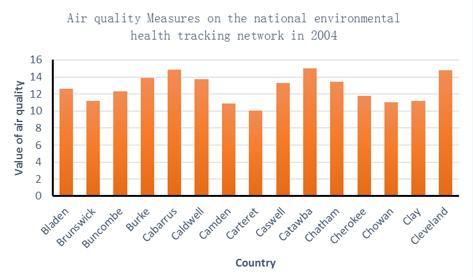 Air quality Measures on the national environmental
health tracking network in 2004
Value of air quality
16
14
12
10
8
6
4
2
0
Bladen
Brunswick
Buncombe
Burke
Cabarrus
Caldwell
Camden
Carteret
Caswell
Catawba
Chatham
Cherokee
Chowan
Clay
Cleveland
Country